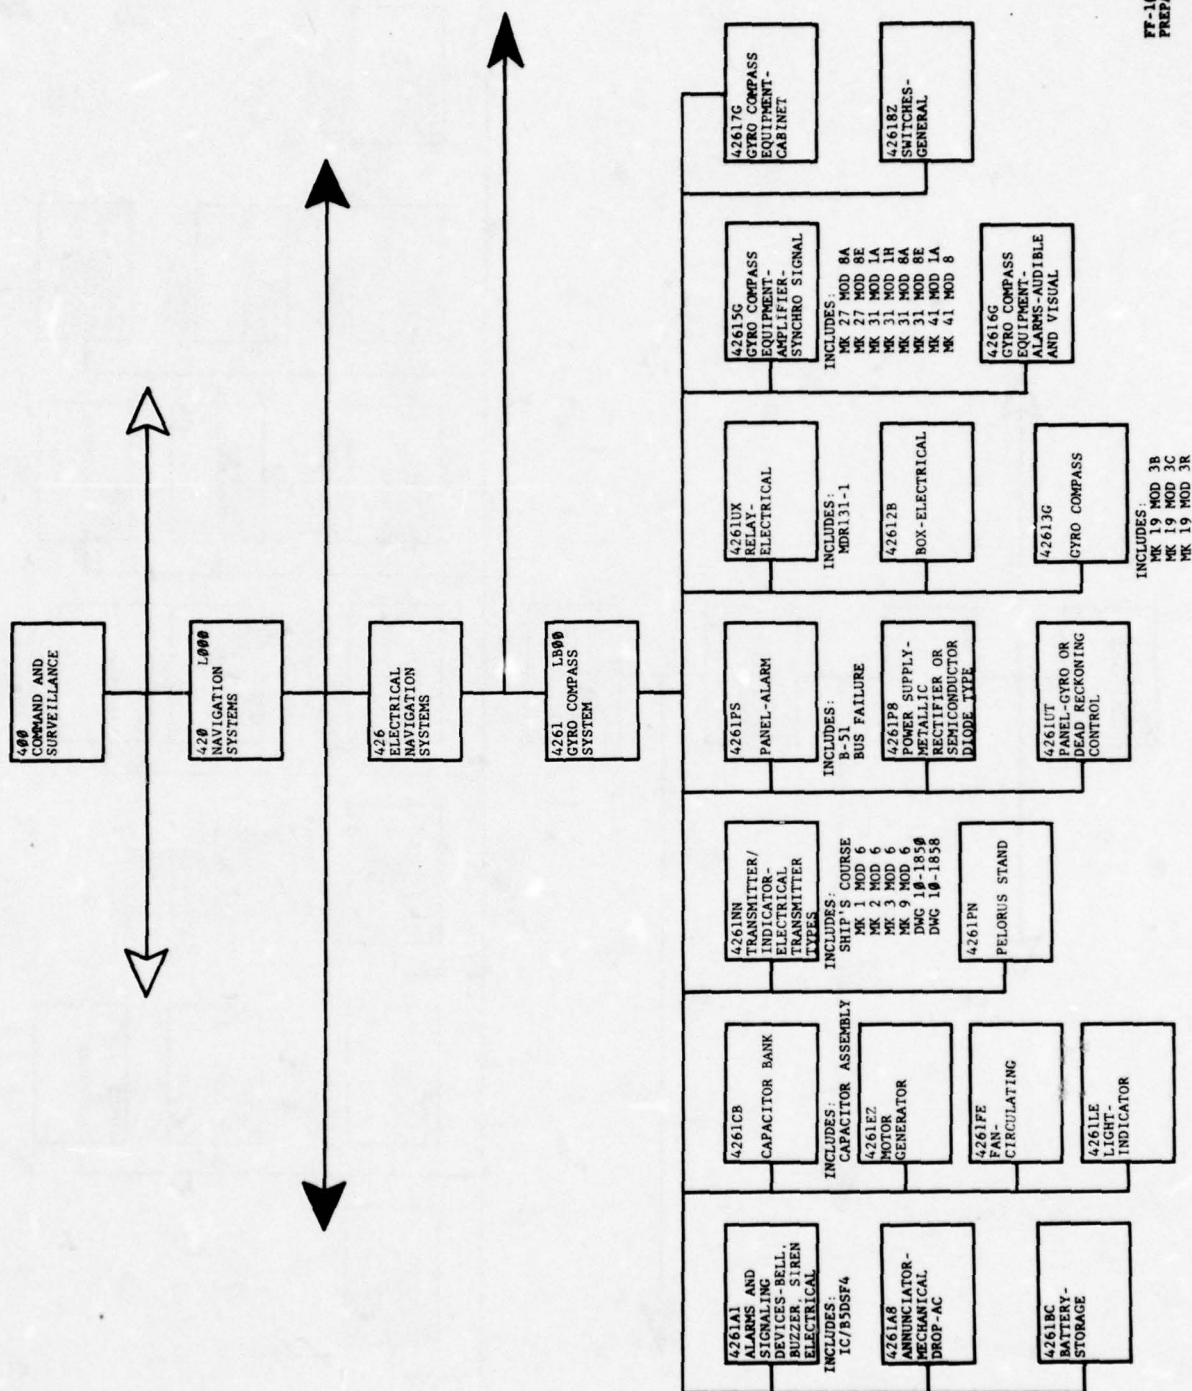 400
COMMAND AND
SURVEILLANCE
420 LØØØ
NAVIGATION
SYSTEMS
426
ELECTRICAL
NAVIGATION
SYSTEMS
4261 LBØØ
GYRO COMPASS
SYSTEM
4261A1
ALARMS AND
SIGNALING
DEVICES-BELL,
BUZZER, SIREN
ELECTRICAL
INCLUDES:
IC/B5DSF4
4261A8
ANNUNCIATOR-
MECHANICAL
DROP-AC
4261BC
BATTERY-
STORAGE
4261CB
CAPACITOR BANK
INCLUDES:
CAPACITOR ASSEMBLY
4261EZ
MOTOR
GENERATOR
4261FE
FAN-
CIRCULATING
4261LE
LIGHT-
INDICATOR
4261NN
TRANSMITTER/
INDICATOR-
ELECTRICAL
TRANSMITTER
TYPES
INCLUDES:
SHIP'S COURSE
MK 1 MOD 6
MK 2 MOD 6
MK 3 MOD 6
MK 9 MOD 6
DWG 1Ø-185Ø
DWG 1Ø-1858
4261PN
PELORUS STAND
4261PS
PANEL-ALARM
INCLUDES:
B-51
BUS FAILURE
4261P8
POWER SUPPLY-
METALLIC
RECTIFIER OR
SEMICONDUCTOR
DIODE TYPE
4261UT
PANEL-GYRO OR
DEAD RECKONING
CONTROL
4261UX
RELAY-
ELECTRICAL
INCLUDES:
MDR131-1
42612B
BOX-ELECTRICAL
42613G
GYRO COMPASS
INCLUDES:
MK 19 MOD 3B
MK 19 MOD 3C
MK 19 MOD 3R
42615G
GYRO COMPASS
EQUIPMENT-
AMPLIFIER-
SYNCHRO SIGNAL
INCLUDES:
MK 27 MOD 8A
MK 27 MOD 8E
MK 31 MOD 1A
MK 31 MOD 1H
MK 31 MOD 8A
MK 31 MOD 8E
MK 41 MOD 1A
MK 41 MOD 8
42616G
GYRO COMPASS
EQUIPMENT-
ALARMS-AUDIBLE
AND VISUAL
42617G
GYRO COMPASS
EQUIPMENT-
CABINET
42618Z
SWITCHES-
GENERAL